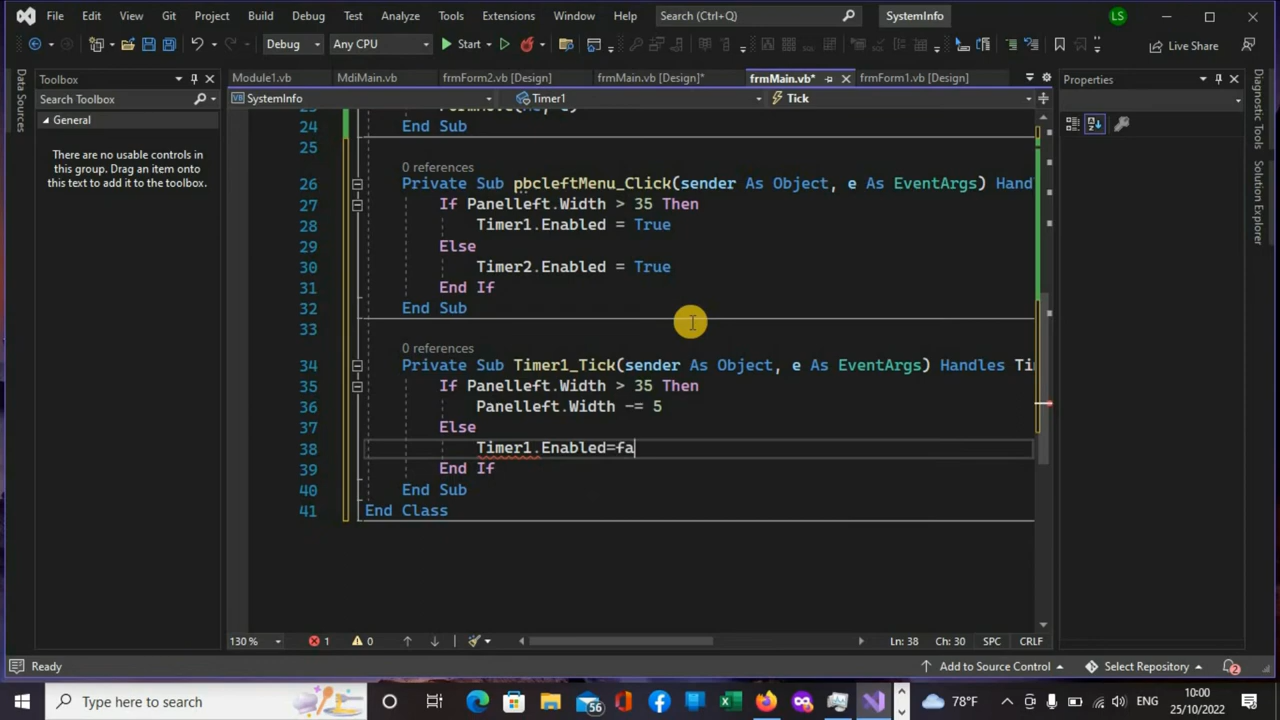 File Edit View Git Project Build Debug Test Analyze Tools Extensions Window Help Search (Ctrl+Q) SystemInfo LS
Debug Any CPU Start Live Share
Data Sources
Toolbox
Search Toolbox
General
There are no usable controls in
this group. Drag an item onto
this text to add it to the toolbox.
Module1.vb MdiMain.vb frmForm2.vb [Design] frmMain.vb [Design]* frmMain.vb* frmForm1.vb [Design]
SystemInfo Timer1 Tick
24 End Sub
25
0 references
26 Private Sub pbcleftMenu_Click(sender As Object, e As EventArgs) Hand
27 If Panelleft.Width > 35 Then
28 Timer1.Enabled = True
29 Else
30 Timer2.Enabled = True
31 End If
32 End Sub
33
0 references
34 Private Sub Timer1_Tick(sender As Object, e As EventArgs) Handles Ti
35 If Panelleft.Width > 35 Then
36 Panelleft.Width -= 5
37 Else
38 Timer1.Enabled=fa
39 End If
40 End Sub
41 End Class
130 % 1 0 Ln: 38 Ch: 30 SPC CRLF
Properties
Diagnostic Tools
Solution Explorer
Ready Add to Source Control Select Repository 2
Type here to search 56 78°F ENG 10:00 25/10/2022